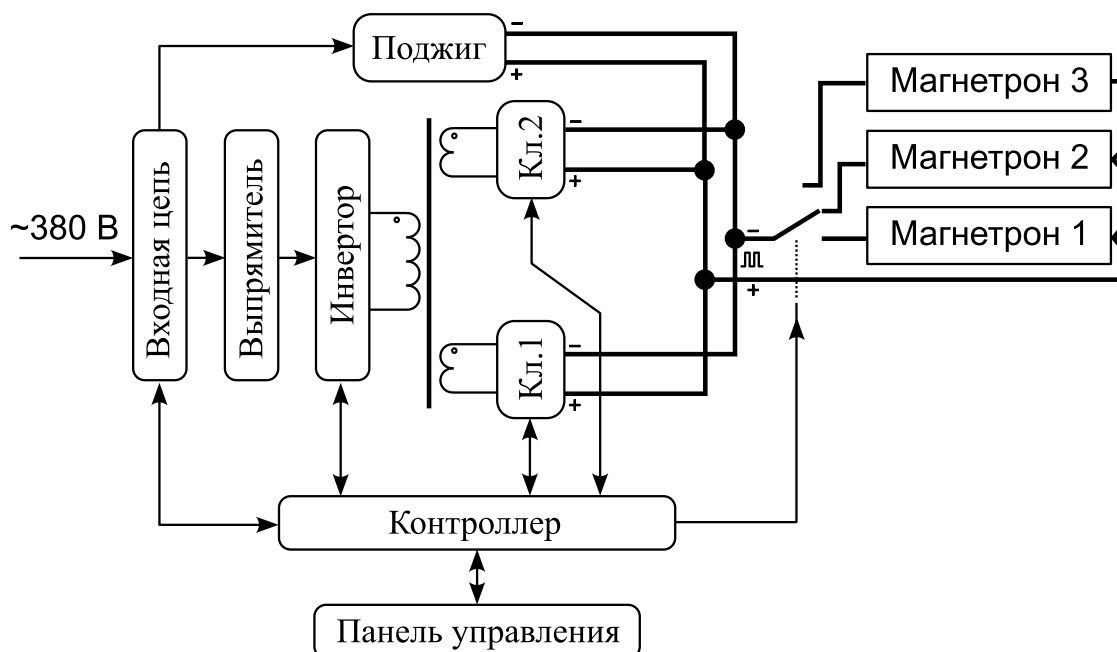 Поджиг
−
+
Магнетрон 3
Кл.2
−
+
Магнетрон 2
~380 В
Входная цепь
Выпрямитель
Инвертор
Магнетрон 1
−
+
Кл.1
−
+
Контроллер
Панель управления